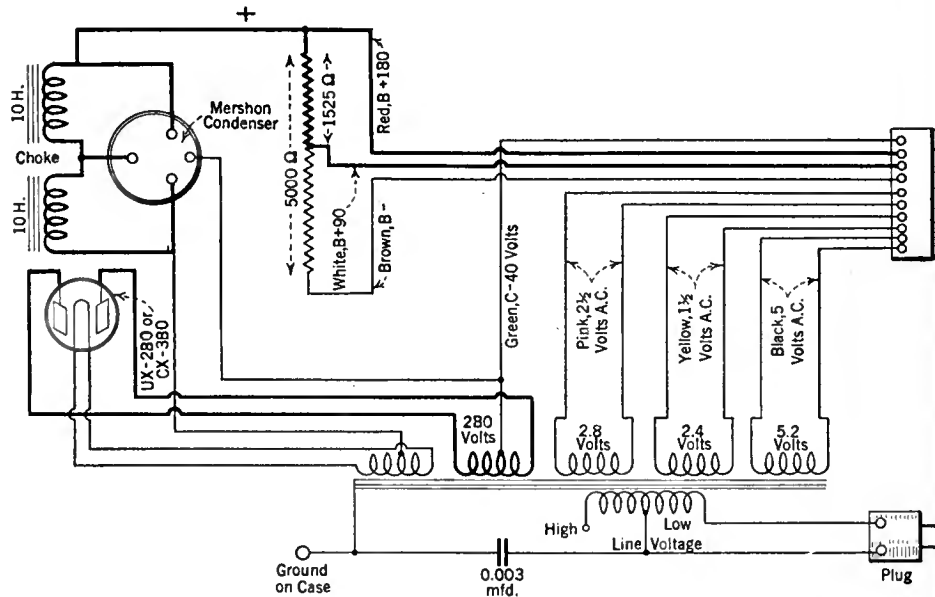 +
10 H.
Choke
10 H.
Mershon
Condenser
5000 Ω
1525 Ω
Red, B +180
White, B+90
Brown, B-
Green, C-40 Volts
Pink, 2½
Volts A.C.
Yellow, 1½
Volts A.C.
Black, 5
Volts A.C.
UX-280 or
CX-380
280
Volts
2.8
Volts
2.4
Volts
5.2
Volts
High
Low
Line Voltage
Ground
on Case
0.003
mfd.
Plug